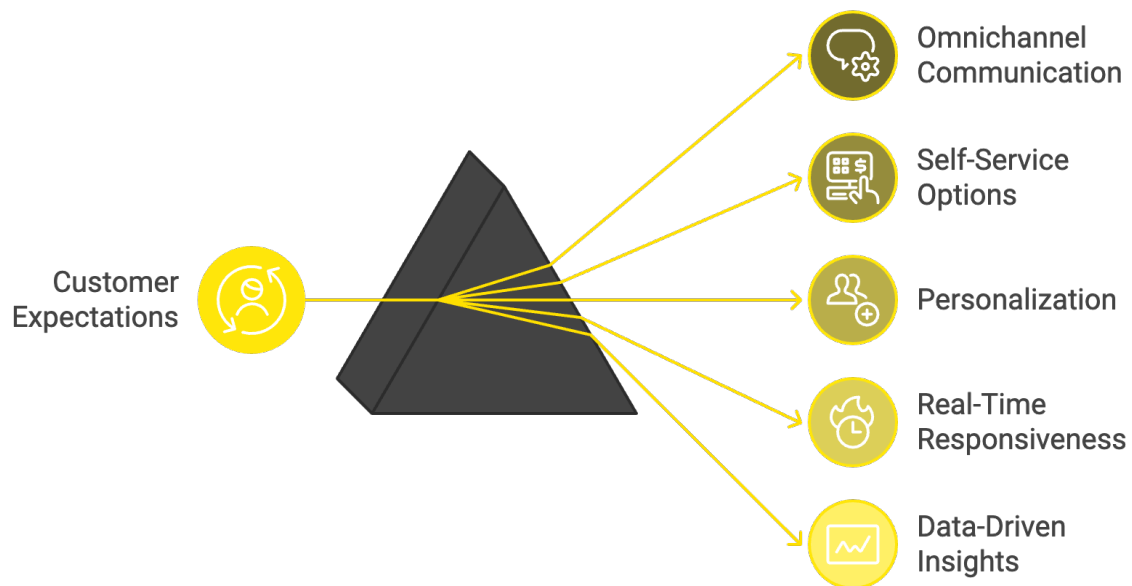 Customer
Expectations
Omnichannel
Communication
Self-Service
Options
$
Personalization
Real-Time
Responsiveness
Data-Driven
Insights